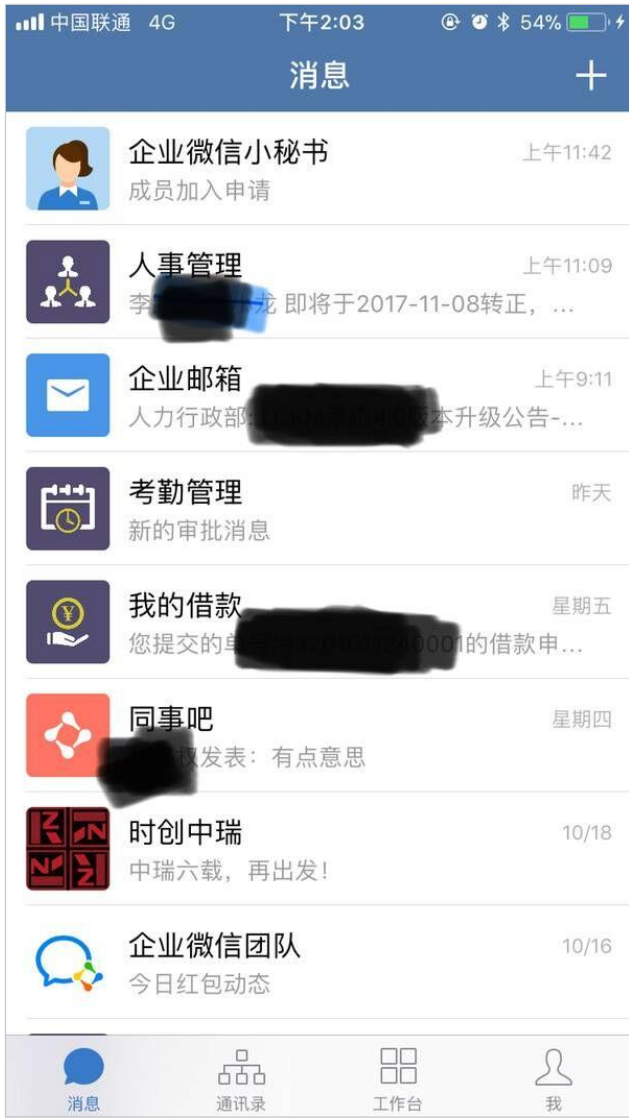 中国联通 4G 下午2:03 54%
消息
企业微信小秘书 上午11:42
成员加入申请
人事管理 上午11:09
李 龙 即将于2017-11-08转正，...
企业邮箱 上午9:11
人力行政部: 版本升级公告-...
考勤管理 昨天
新的审批消息
我的借款 星期五
您提交的单 40001的借款申...
同事吧 星期四
权发表：有点意思
时创中瑞 10/18
中瑞六载，再出发！
企业微信团队 10/16
今日红包动态
消息 通讯录 工作台 我